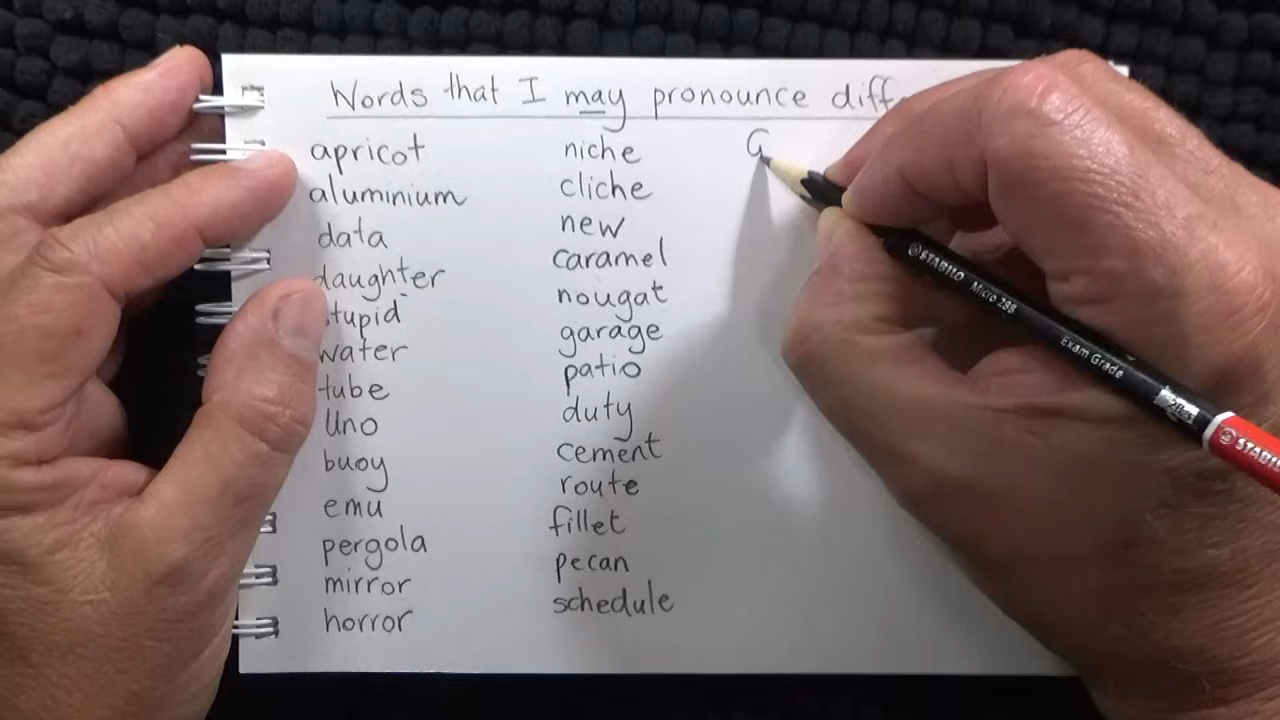 Words that I may pronounce diff
apricot
aluminium
data
daughter
stupid
water
tube
Uno
buoy
emu
pergola
mirror
horror
niche
cliche
new
caramel
nougat
garage
patio
duty
cement
route
fillet
pecan
schedule
G
STABILO Micro 288 Exam Grade 2B
STABILO